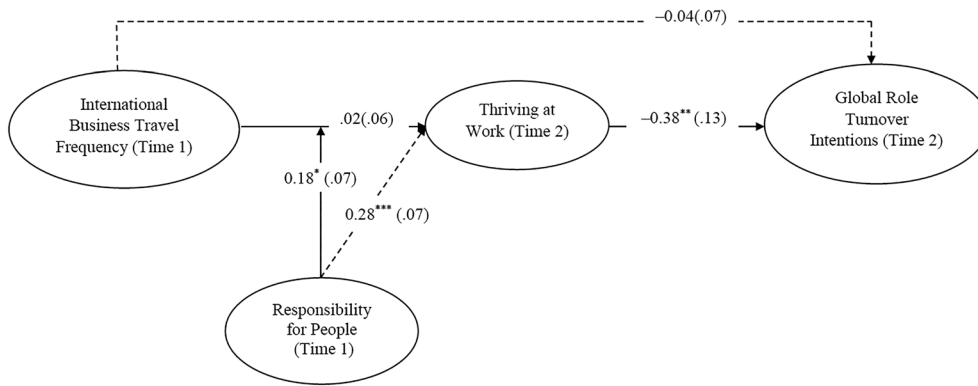 −0.04(.07)
International
Business Travel
Frequency (Time 1)
.02(.06)
Thriving at
Work (Time 2)
−0.38** (.13)
Global Role
Turnover
Intentions (Time 2)
0.18* (.07)
0.28*** (.07)
Responsibility
for People
(Time 1)